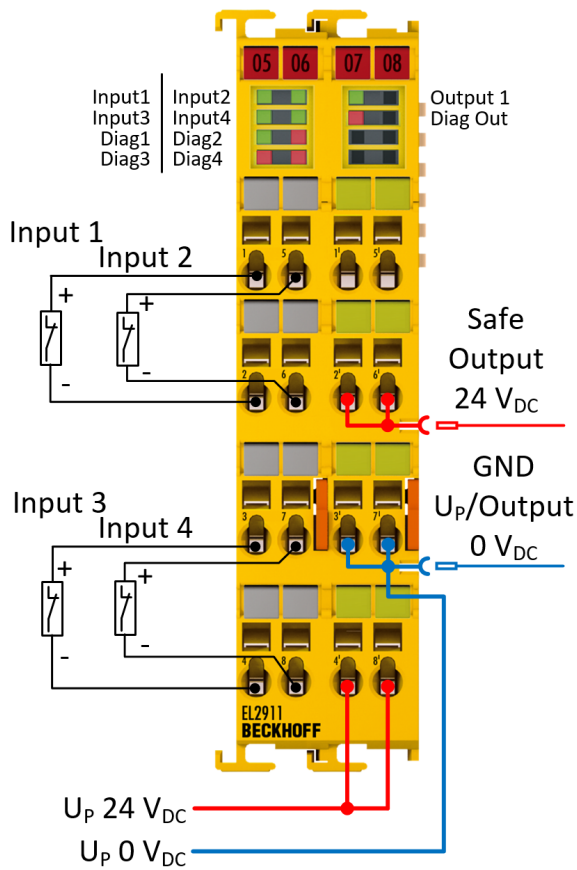 05 06 07 08
Input1 Input2 Output 1
Input3 Input4 Diag Out
Diag1 Diag2
Diag3 Diag4
Input 1
Input 2
1 5 1' 5'
+ +
Safe
Output
24 VDC
- -
2 6 2' 6'
GND
UP/Output
0 VDC
Input 3
Input 4
3 7 3' 7'
+ +
- -
4 8 4' 8'
EL2911
BECKHOFF
UP 24 VDC
UP 0 VDC